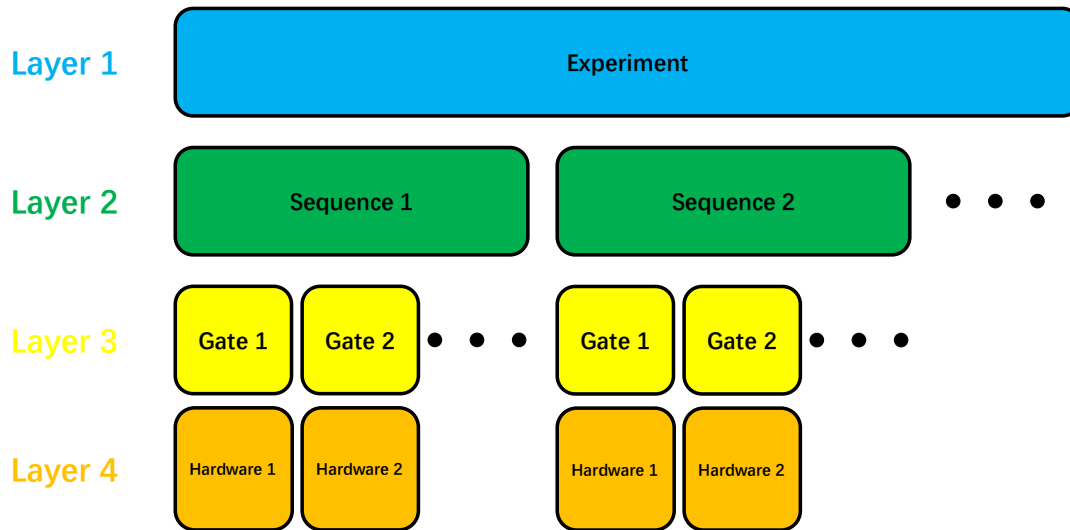 Layer 1
Experiment
Layer 2
Sequence 1
Sequence 2
Layer 3
Gate 1
Gate 2
Gate 1
Gate 2
Layer 4
Hardware 1
Hardware 2
Hardware 1
Hardware 2